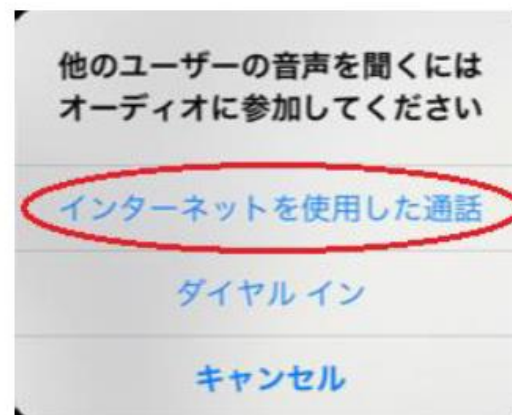 他のユーザーの音声を聞くには
オーディオに参加してください
インターネットを使用した通話
ダイヤル イン
キャンセル